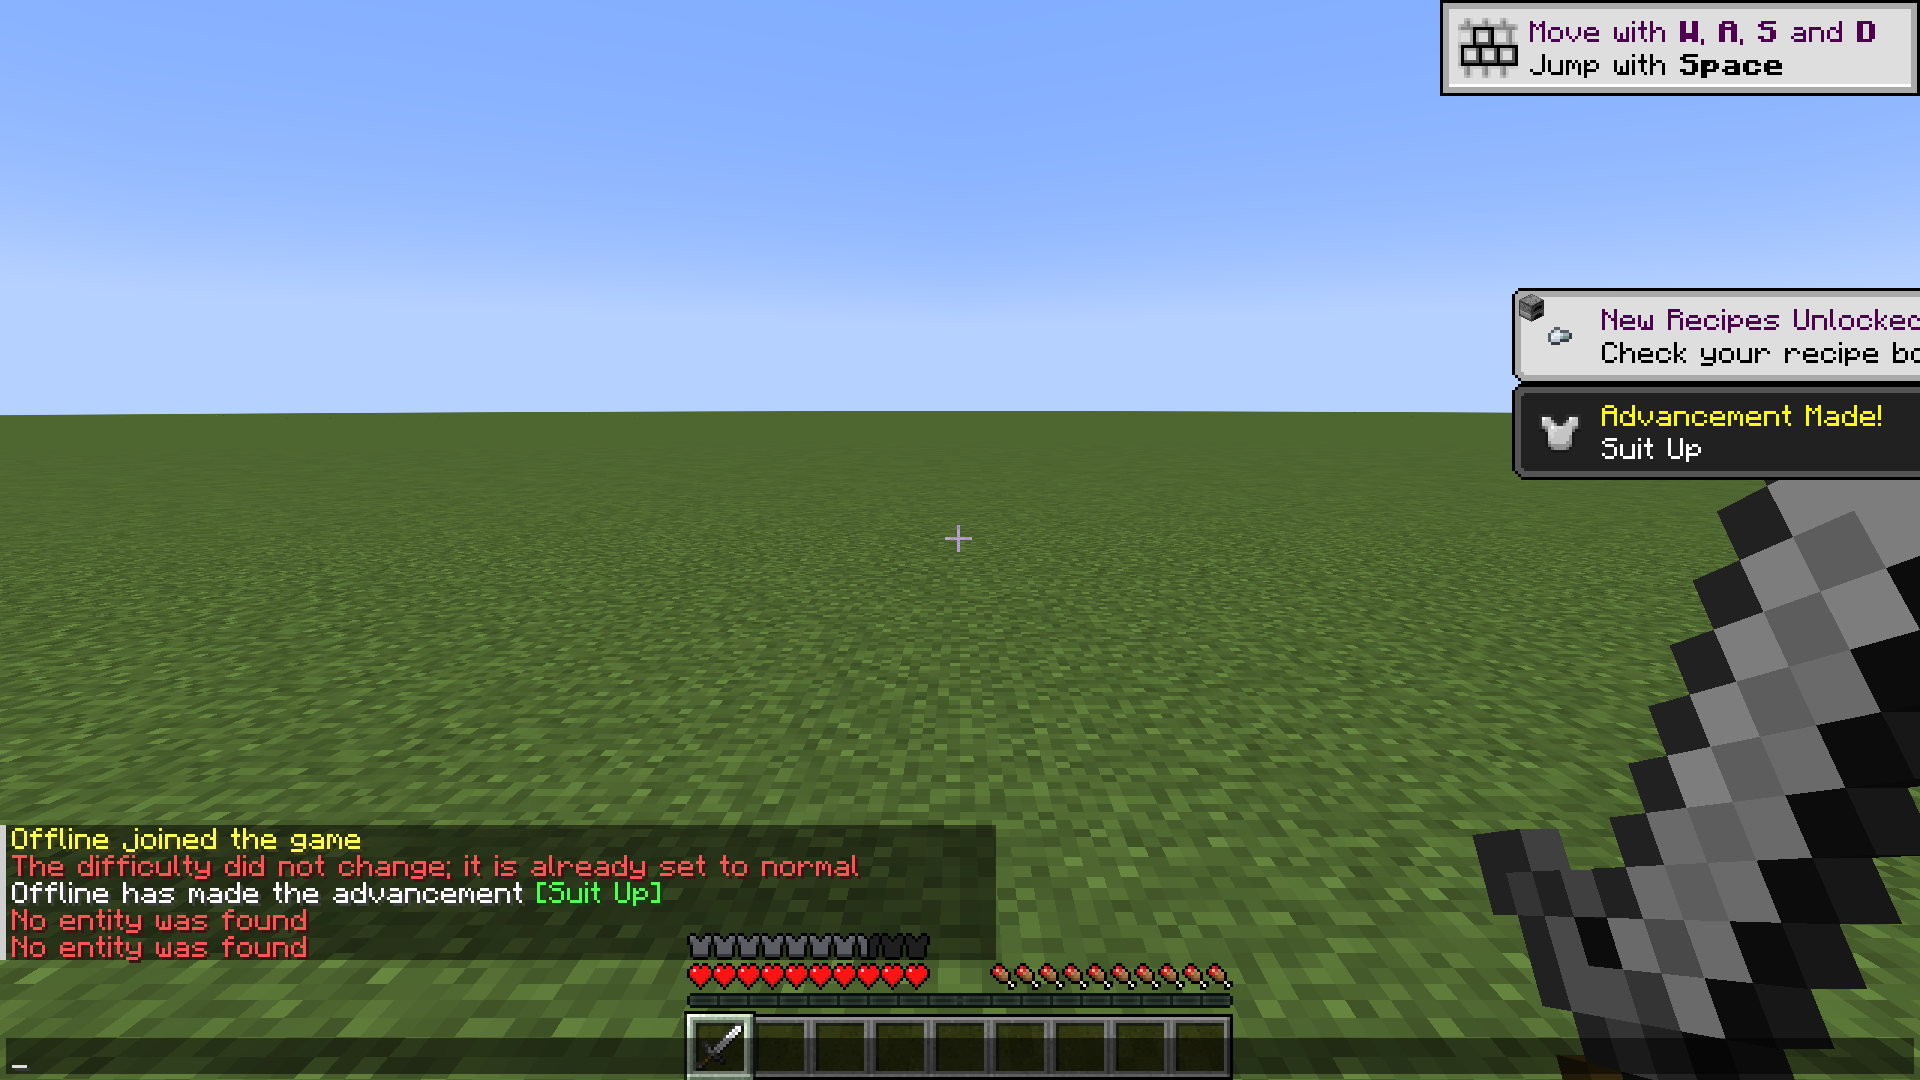 Move with W, A, S and D
Jump with Space
New Recipes Unlocked
Check your recipe bo
Advancement Made!
Suit Up
Offline joined the game
The difficulty did not change; it is already set to normal
Offline has made the advancement [Suit Up]
No entity was found
No entity was found
_